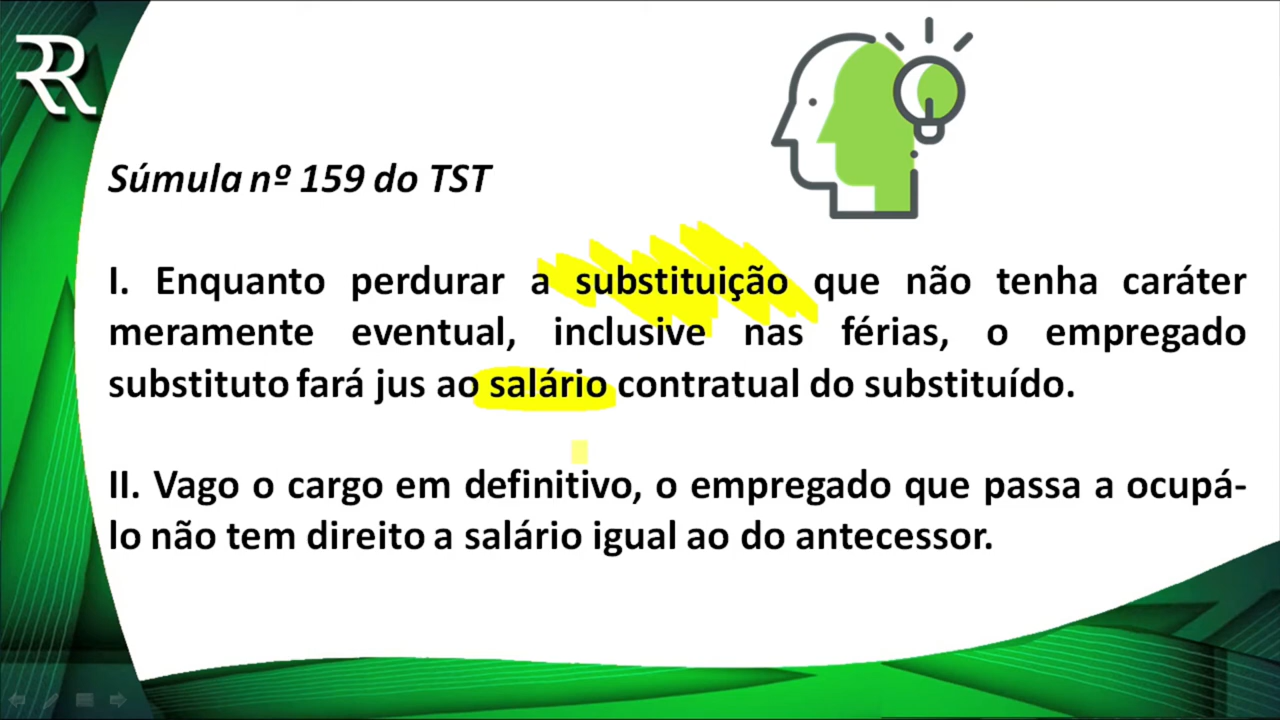 RR
Súmula nº 159 do TST
I. Enquanto perdurar a substituição que não tenha caráter
meramente eventual, inclusive nas férias, o empregado
substituto fará jus ao salário contratual do substituído.
II. Vago o cargo em definitivo, o empregado que passa a ocupá-
lo não tem direito a salário igual ao do antecessor.